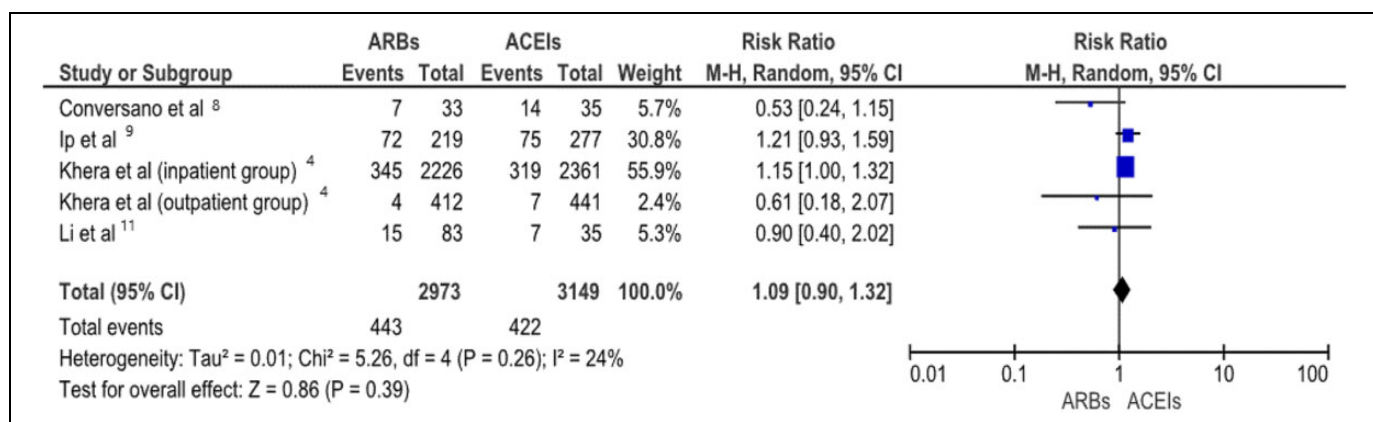 ARBs ACEIs Risk Ratio Risk Ratio
Study or Subgroup Events Total Events Total Weight M-H, Random, 95% CI M-H, Random, 95% CI
Conversano et al 8 7 33 14 35 5.7% 0.53 [0.24, 1.15]
Ip et al 9 72 219 75 277 30.8% 1.21 [0.93, 1.59]
Khera et al (inpatient group) 4 345 2226 319 2361 55.9% 1.15 [1.00, 1.32]
Khera et al (outpatient group) 4 4 412 7 441 2.4% 0.61 [0.18, 2.07]
Li et al 11 15 83 7 35 5.3% 0.90 [0.40, 2.02]
Total (95% CI) 2973 3149 100.0% 1.09 [0.90, 1.32]
Total events 443 422
Heterogeneity: Tau² = 0.01; Chi² = 5.26, df = 4 (P = 0.26); I² = 24%
Test for overall effect: Z = 0.86 (P = 0.39)
0.01 0.1 1 10 100
ARBs ACEIs